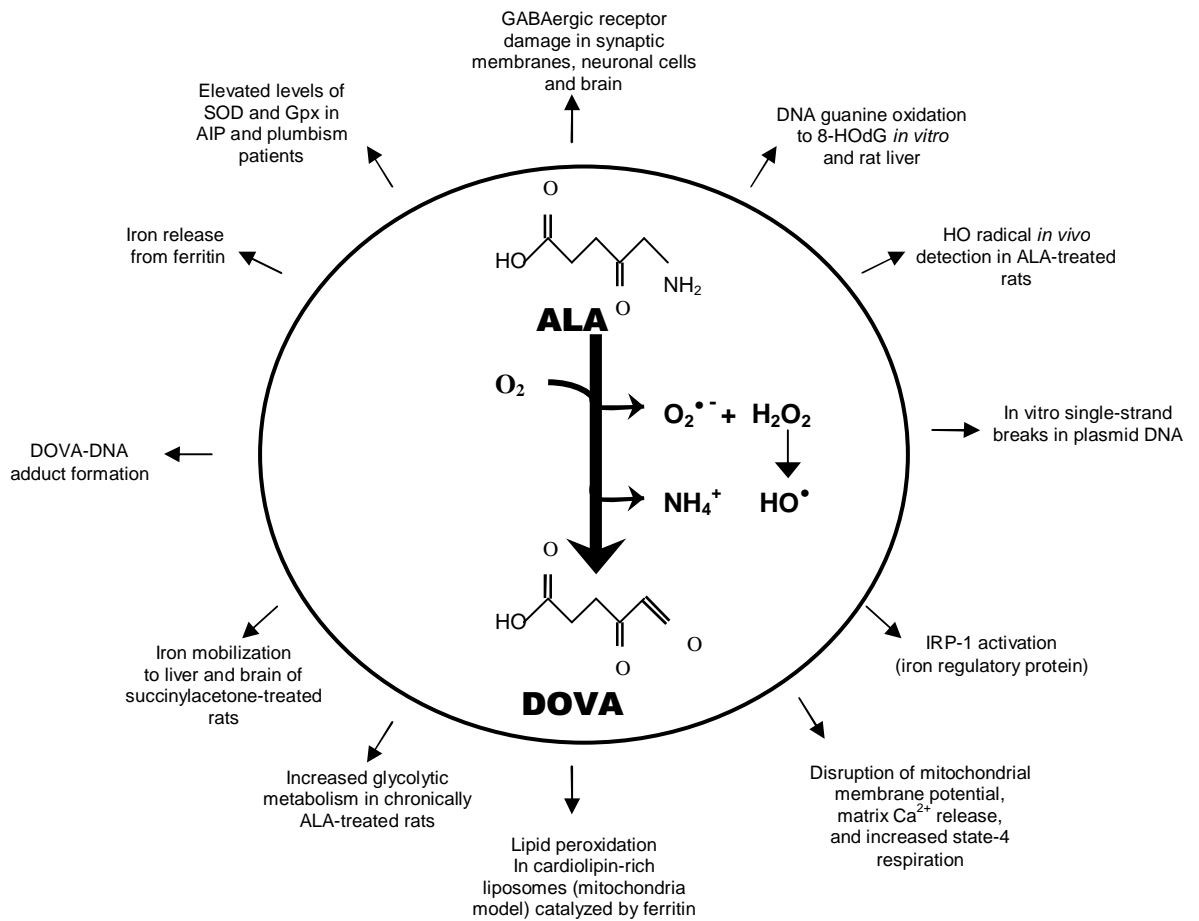 GABAergic receptor
damage in synaptic
membranes, neuronal cells
and brain
Elevated levels of
SOD and Gpx in
AIP and plumbism
patients
DNA guanine oxidation
to 8-HOdG in vitro
and rat liver
Iron release
from ferritin
HO radical in vivo
detection in ALA-treated
rats
O
HO
NH₂
O
ALA
O₂
O₂•⁻ + H₂O₂
NH₄⁺ HO•
In vitro single-strand
breaks in plasmid DNA
DOVA-DNA
adduct formation
O
HO
O
O
DOVA
Iron mobilization
to liver and brain of
succinylacetone-treated
rats
IRP-1 activation
(iron regulatory protein)
Increased glycolytic
metabolism in chronically
ALA-treated rats
Disruption of mitochondrial
membrane potential,
matrix Ca²⁺ release,
and increased state-4
respiration
Lipid peroxidation
In cardiolipin-rich
liposomes (mitochondria
model) catalyzed by ferritin